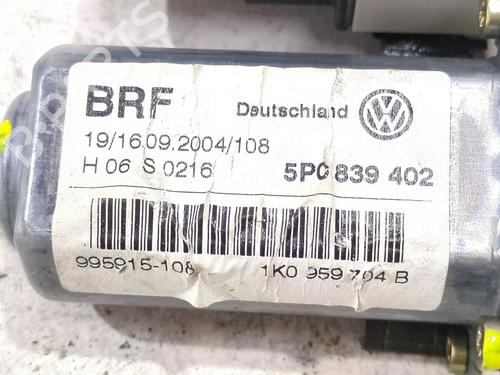 BRF Deutschland
19/16.09.2004/108
H 06 S 0216 5P0 839 402
995915-108 1K0 959 704 B